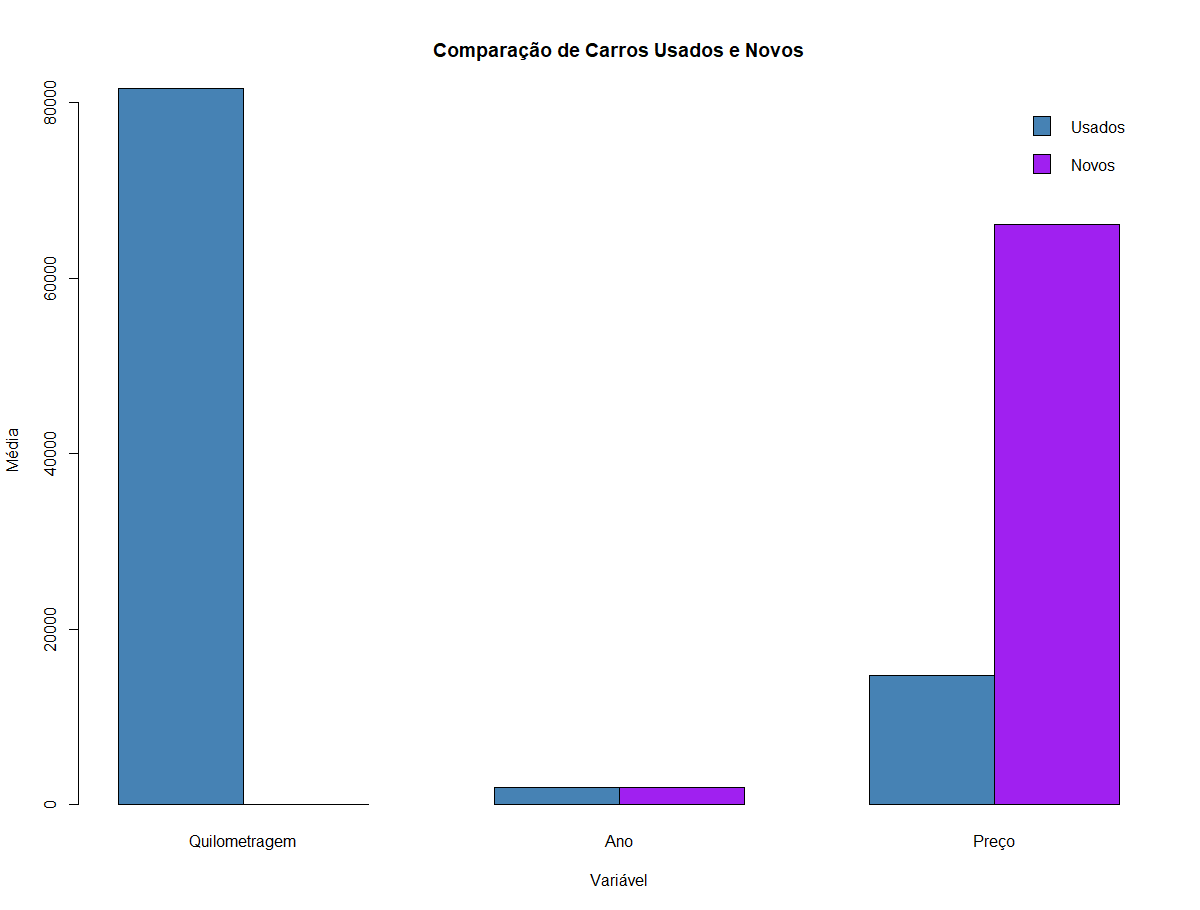 Comparação de Carros Usados e Novos
Usados
Novos
80000
60000
40000
20000
0
Média
Quilometragem
Ano
Preço
Variável